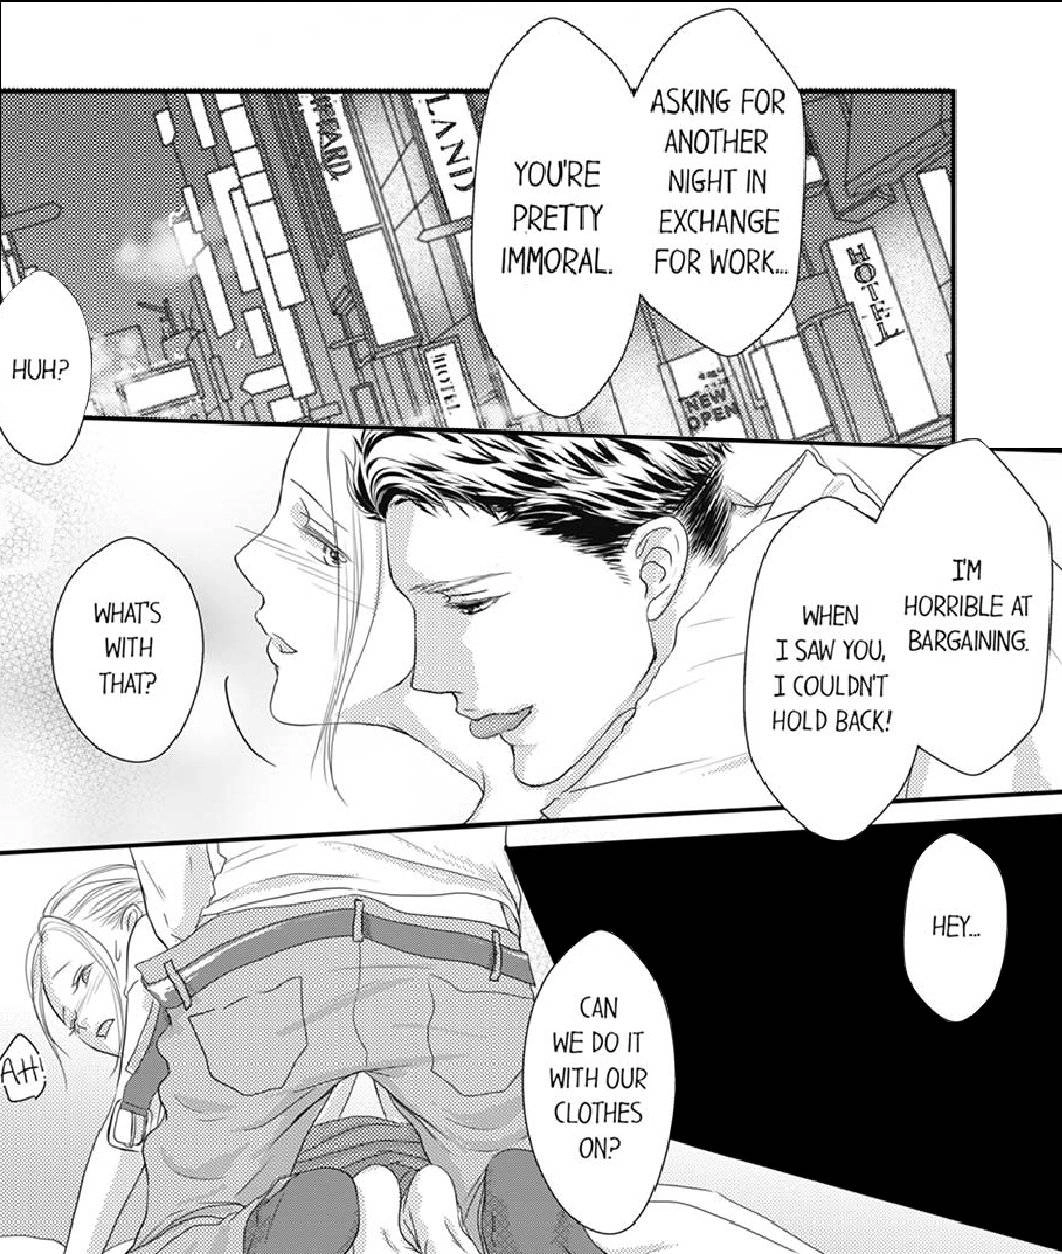 ASKING FOR
ANOTHER
NIGHT IN
EXCHANGE
FOR WORK...
YOU'RE
PRETTY
IMMORAL.
LAND
HOTEL
HOTEL
NEW
OPEN
HUH?
I'M
HORRIBLE AT
BARGAINING.
WHEN
I SAW YOU,
I COULDN'T
HOLD BACK!
WHAT'S
WITH
THAT?
HEY...
CAN
WE DO IT
WITH OUR
CLOTHES
ON?
AH!